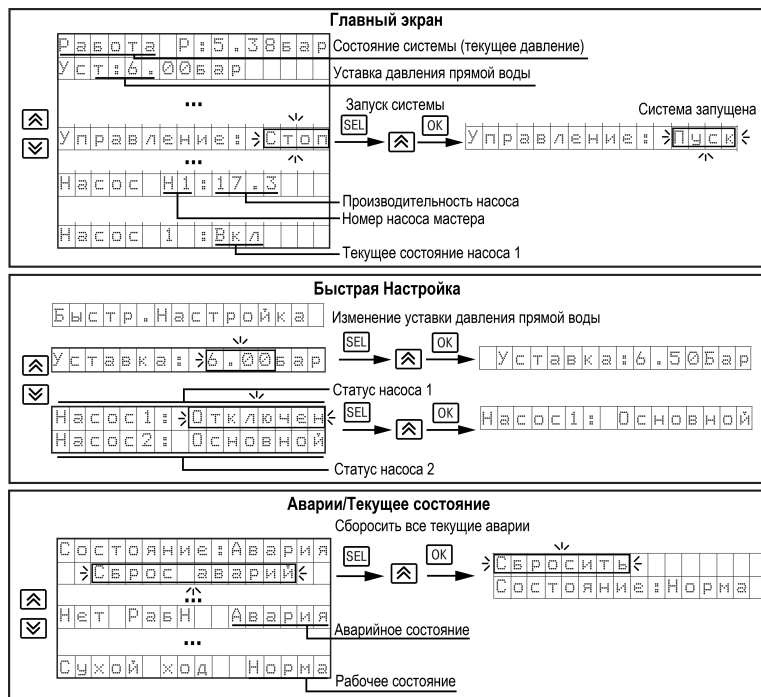 Главный экран
Работа Р:5.38бар
Состояние системы (текущее давление)
Уст:6.00бар
Уставка давления прямой воды
...
Запуск системы
Система запущена
Управление: Стоп
SEL
OK
Управление: Пуск
...
Насос Н1:17.3
Производительность насоса
Номер насоса мастера
Насос 1 :Вкл
Текущее состояние насоса 1
Быстрая Настройка
Быстр.Настройка
Изменение уставки давления прямой воды
Уставка: 6.00бар
SEL
OK
Уставка:6.50Бар
Статус насоса 1
Насос1: Отключен
SEL
OK
Насос1: Основной
Насос2: Основной
Статус насоса 2
Аварии/Текущее состояние
Сборосить все текущие аварии
Состояние:Авария
SEL
OK
Сбросить
Сброс аварий
Состояние:Норма
...
Нет РабН Авария
Аварийное состояние
...
Сухой ход Норма
Рабочее состояние